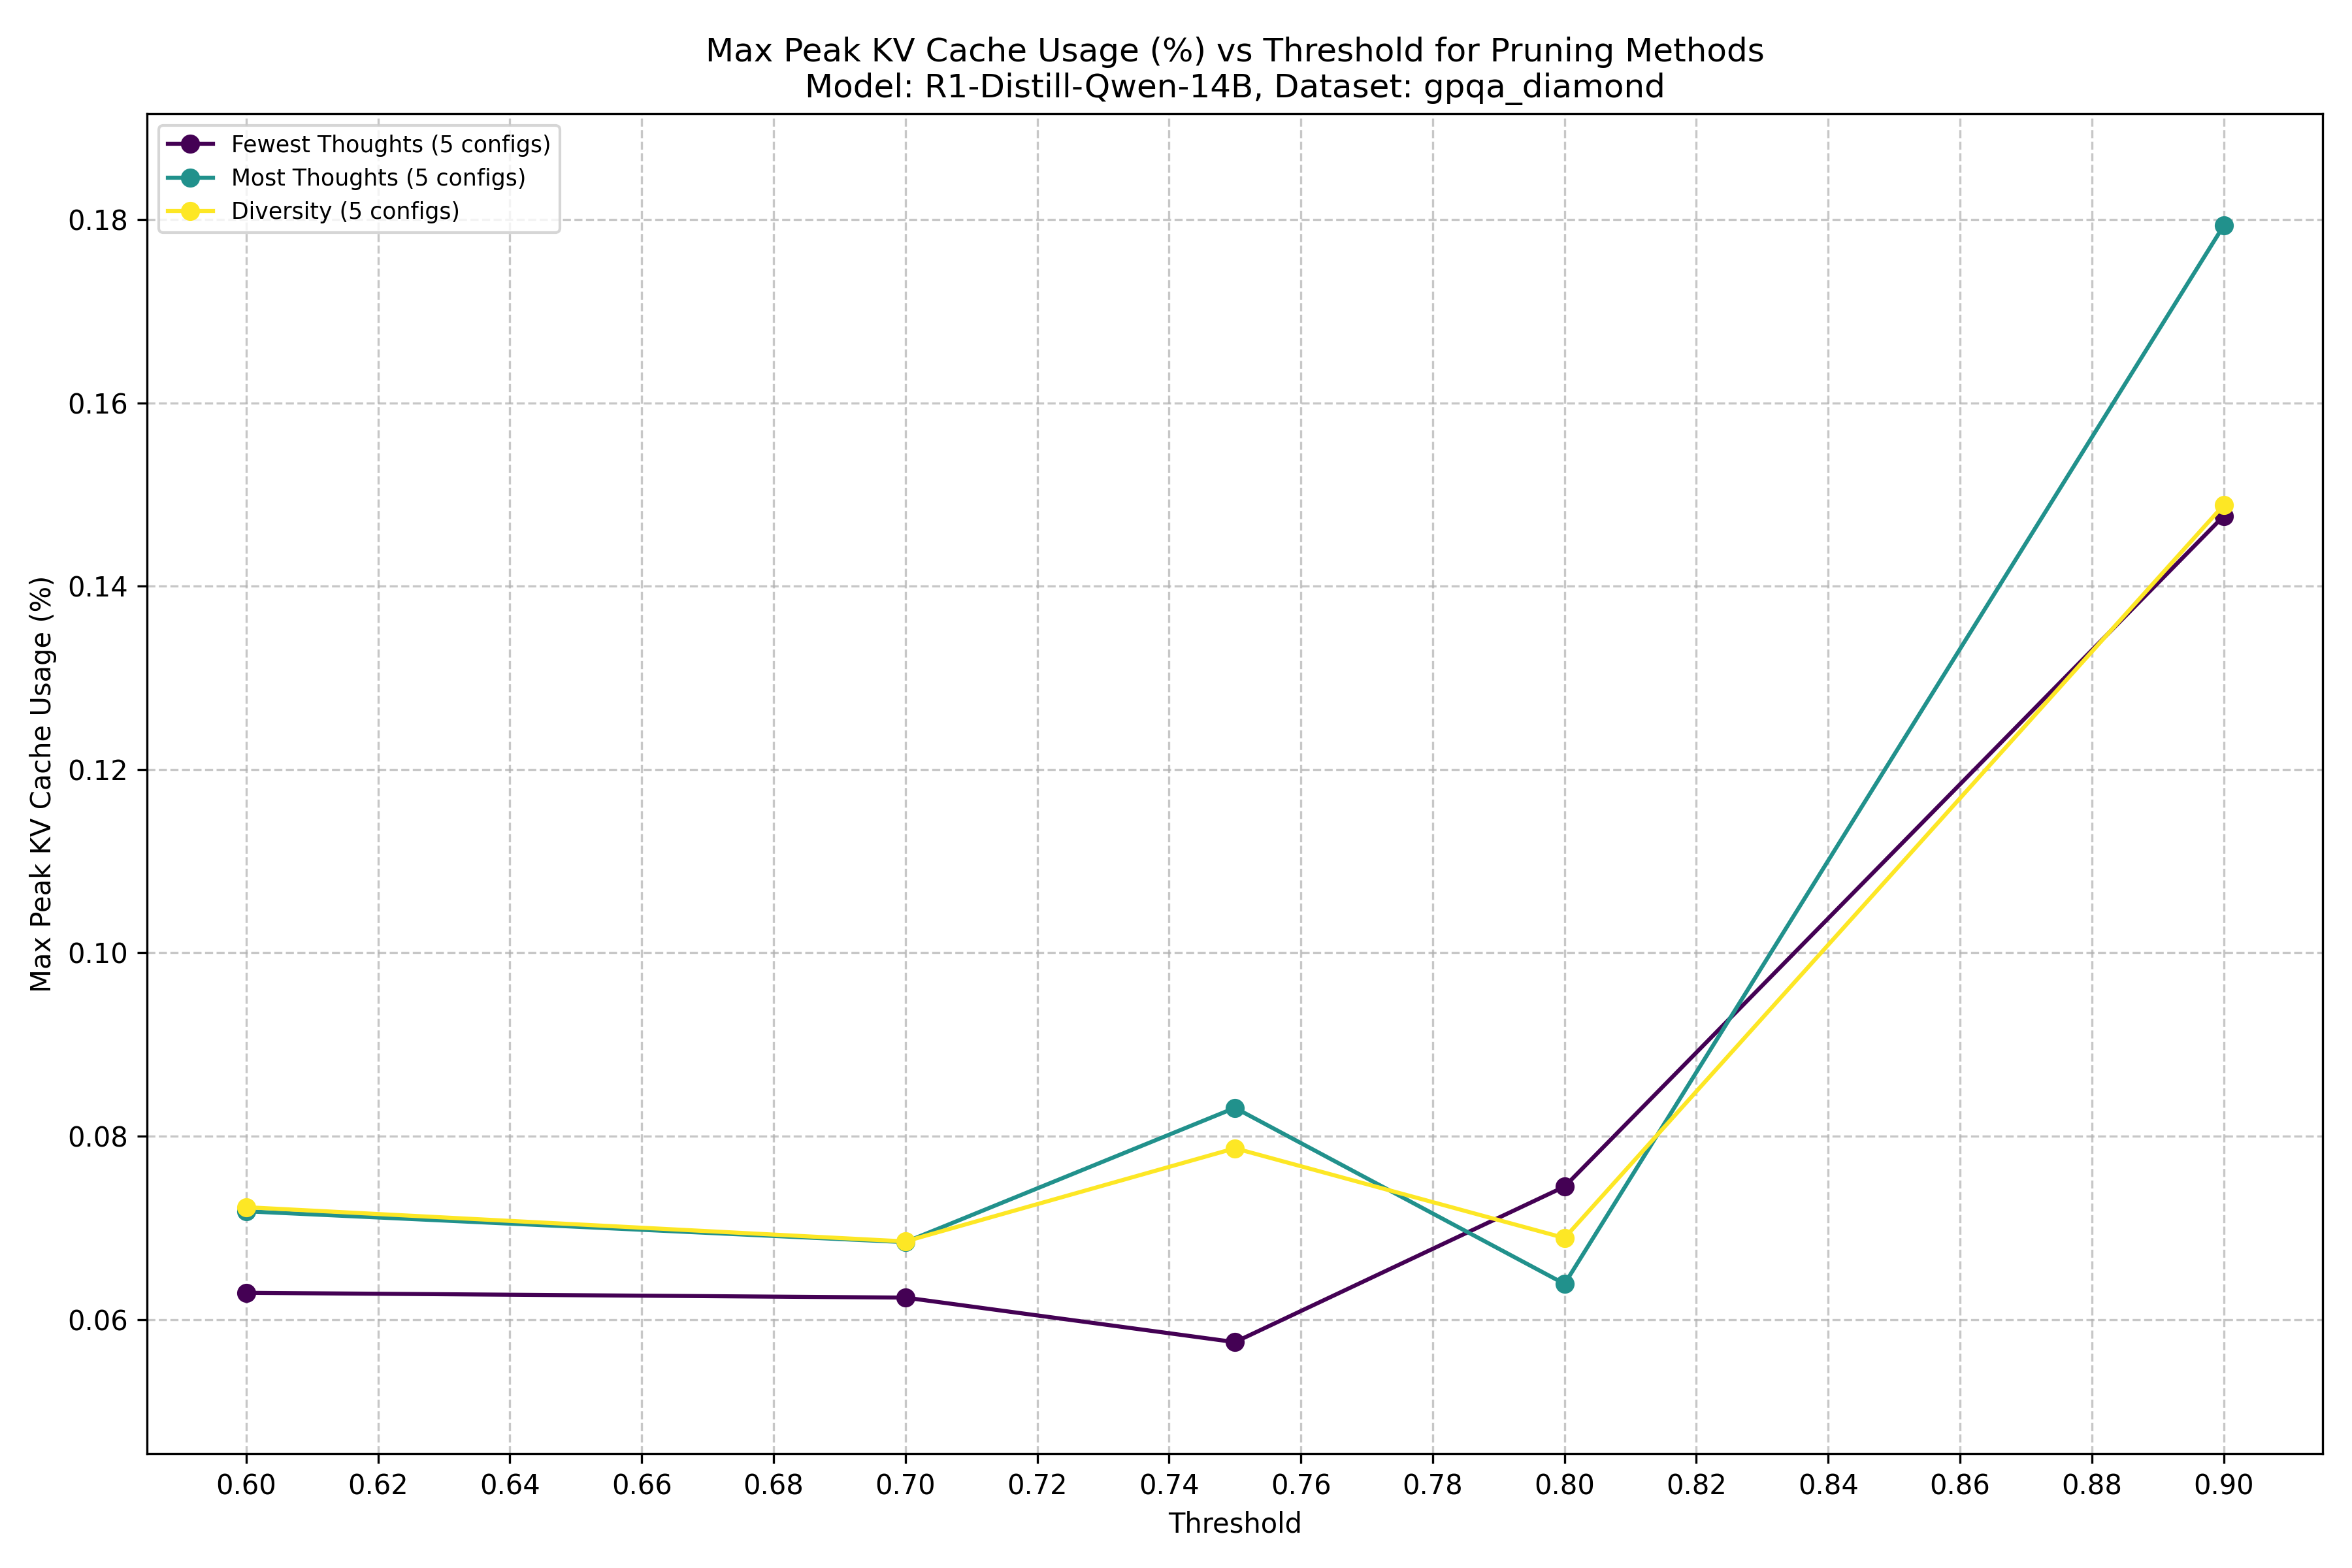 Max Peak KV Cache Usage (%) vs Threshold for Pruning Methods
Model: R1-Distill-Qwen-14B, Dataset: gpqa_diamond
Fewest Thoughts (5 configs)
Most Thoughts (5 configs)
Diversity (5 configs)
Max Peak KV Cache Usage (%)
0.18
0.16
0.14
0.12
0.10
0.08
0.06
0.60 0.62 0.64 0.66 0.68 0.70 0.72 0.74 0.76 0.78 0.80 0.82 0.84 0.86 0.88 0.90
Threshold